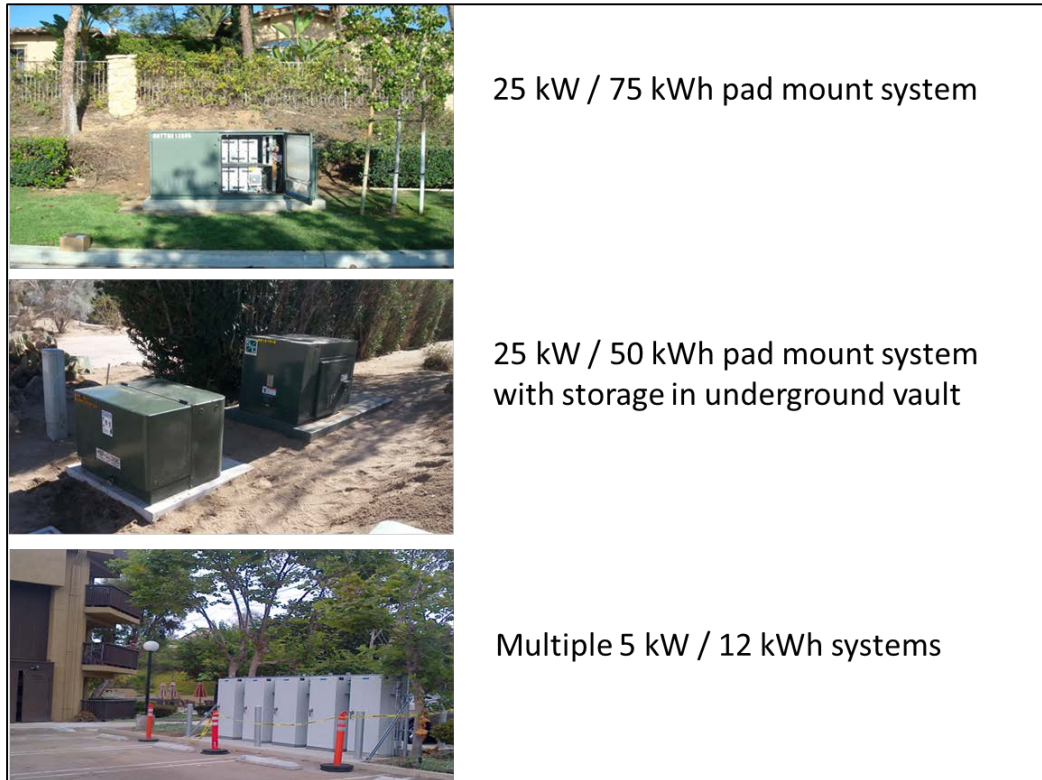 25 kW / 75 kWh pad mount system
25 kW / 50 kWh pad mount system
with storage in underground vault
Multiple 5 kW / 12 kWh systems